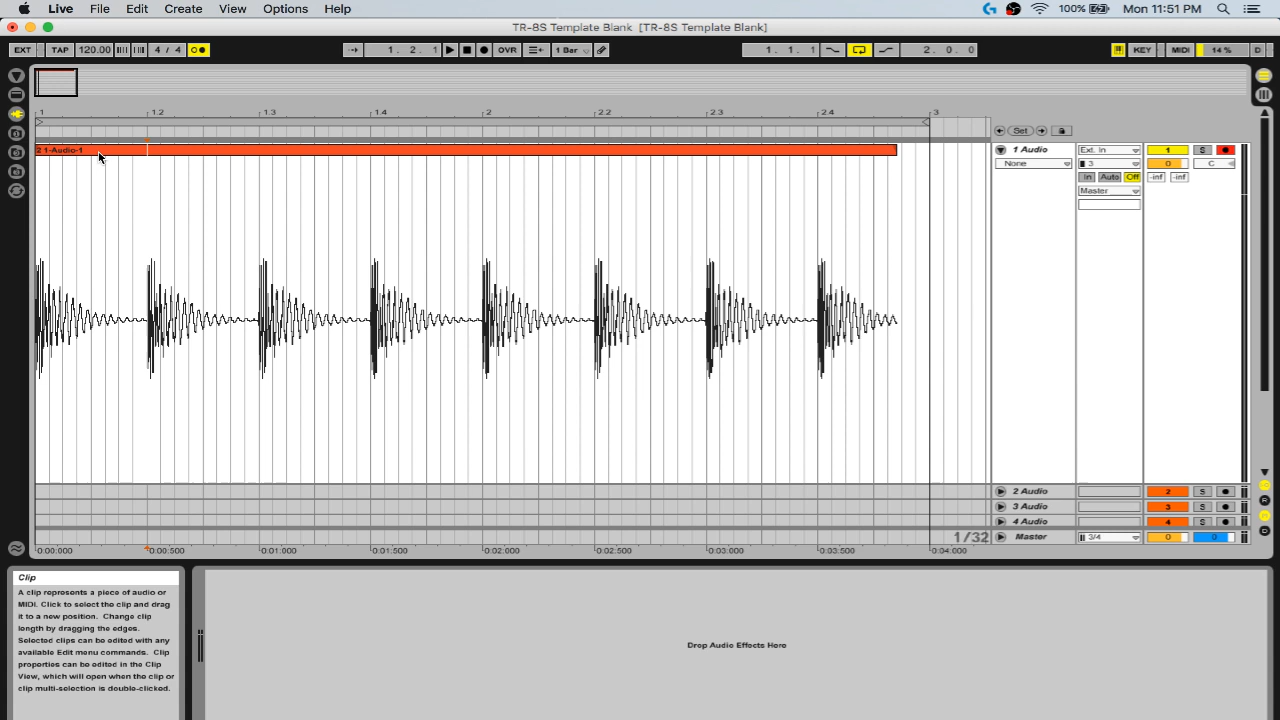 Live File Edit Create View Options Help 100% Mon 11:51 PM
TR-8S Template Blank [TR-8S Template Blank]
EXT TAP 120.00 4 / 4 1. 2. 1 OVR 1 Bar 1. 1. 1 2. 0. 0 KEY MIDI 14 % D
1 1.2 1.3 1.4 2 2.2 2.3 2.4 3
Set
2 1-Audio-1
1 Audio Ext. In 1 S
None 3 0 C
In Auto Off -inf -inf
Master
2 Audio 2 S
3 Audio 3 S
4 Audio 4 S
1/32 Master 3/4 0 0
0:00:000 0:00:500 0:01:000 0:01:500 0:02:000 0:02:500 0:03:000 0:03:500 0:04:000
Clip
A clip represents a piece of audio or
MIDI. Click to select the clip and drag
it to a new position. Change clip
length by dragging the edges.
Selected clips can be edited with any
available Edit menu commands. Clip
properties can be edited in the Clip
View, which will open when the clip or
clip multi-selection is double-clicked.
Drop Audio Effects Here